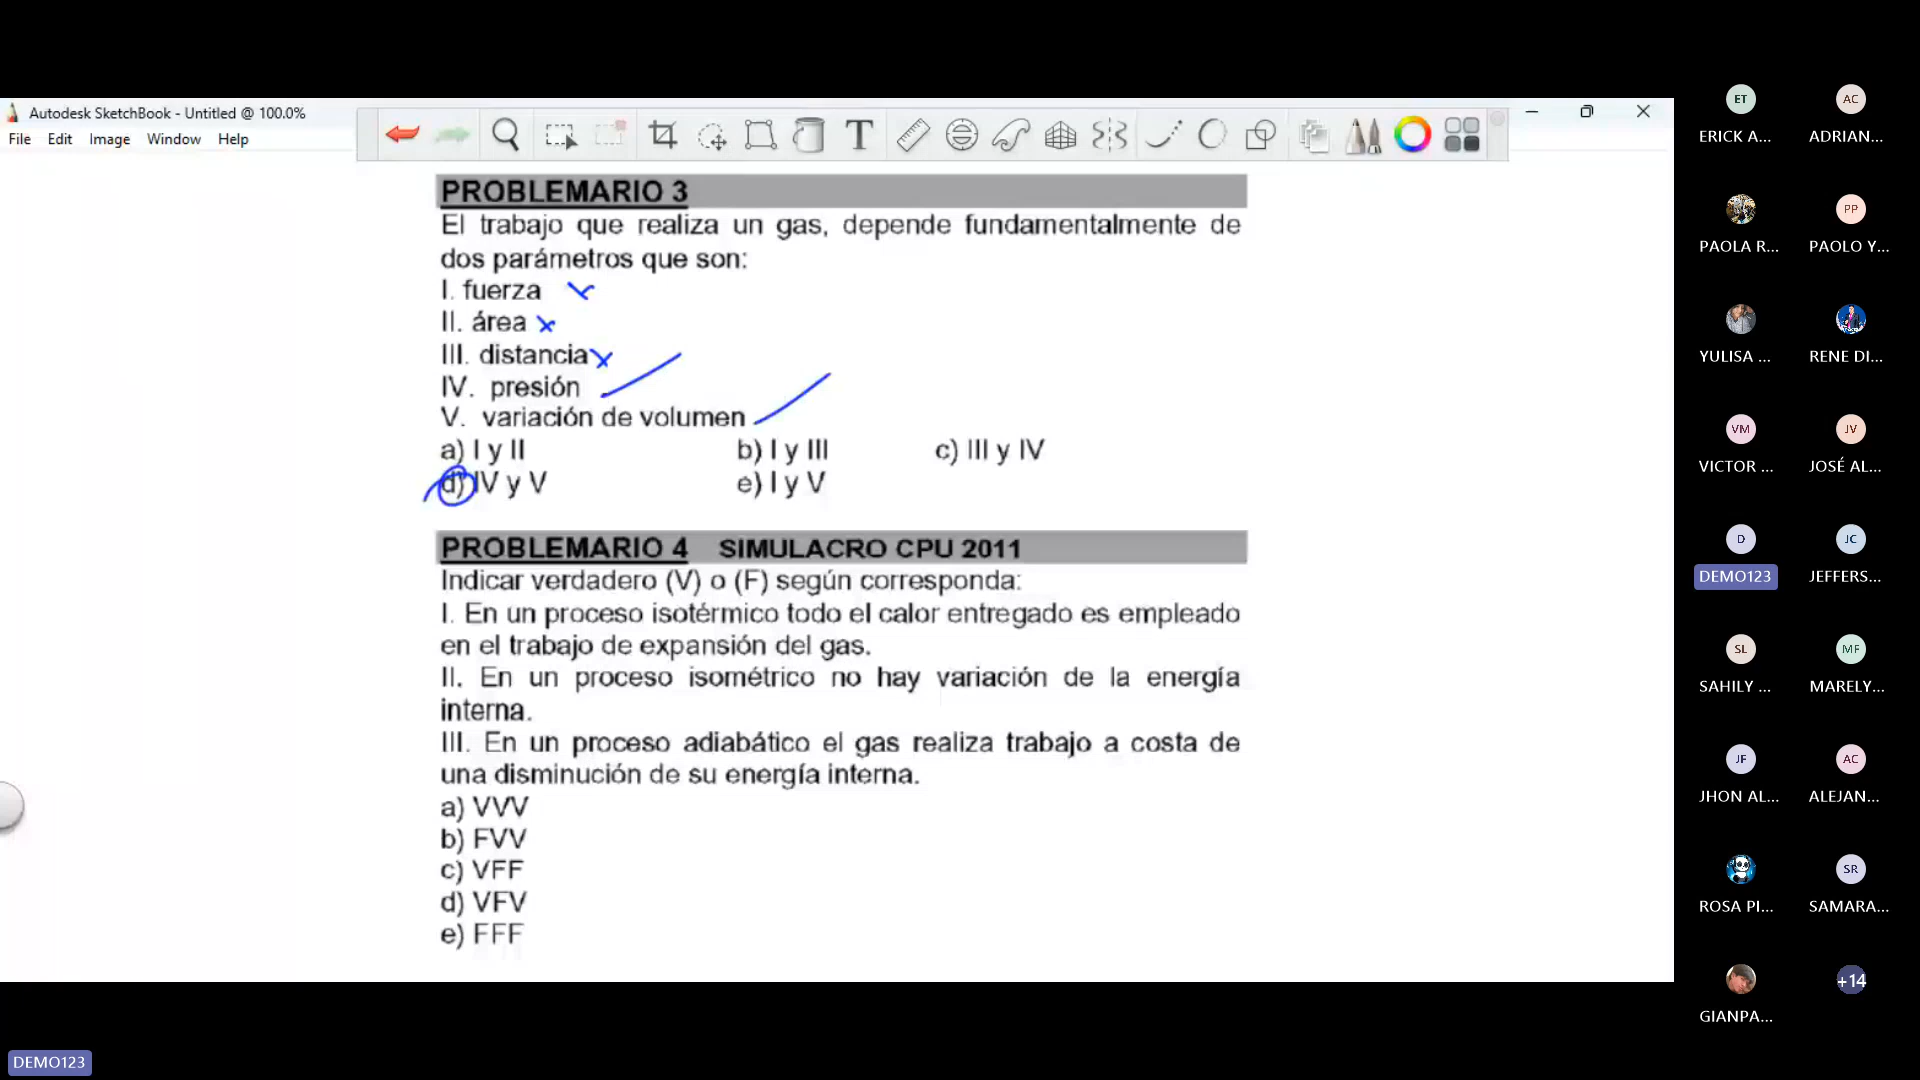 Autodesk SketchBook - Untitled @ 100.0%
File Edit Image Window Help
PROBLEMARIO 3
El trabajo que realiza un gas, depende fundamentalmente de
dos parámetros que son:
I. fuerza
II. área
III. distancia
IV. presión
V. variación de volumen
a) I y II b) I y III c) III y IV
d) IV y V e) I y V
PROBLEMARIO 4 SIMULACRO CPU 2011
Indicar verdadero (V) o (F) según corresponda:
I. En un proceso isotérmico todo el calor entregado es empleado
en el trabajo de expansión del gas.
II. En un proceso isométrico no hay variación de la energía
interna.
III. En un proceso adiabático el gas realiza trabajo a costa de
una disminución de su energía interna.
a) VVV
b) FVV
c) VFF
d) VFV
e) FFF
ET AC
ERICK A... ADRIAN...
PP
PAOLA R... PAOLO Y...
YULISA ... RENE DI...
VM JV
VICTOR ... JOSÉ AL...
D JC
DEMO123 JEFFERS...
SL MF
SAHILY ... MARELY...
JF AC
JHON AL... ALEJAN...
SR
ROSA PI... SAMARA...
+14
GIANPA...
DEMO123